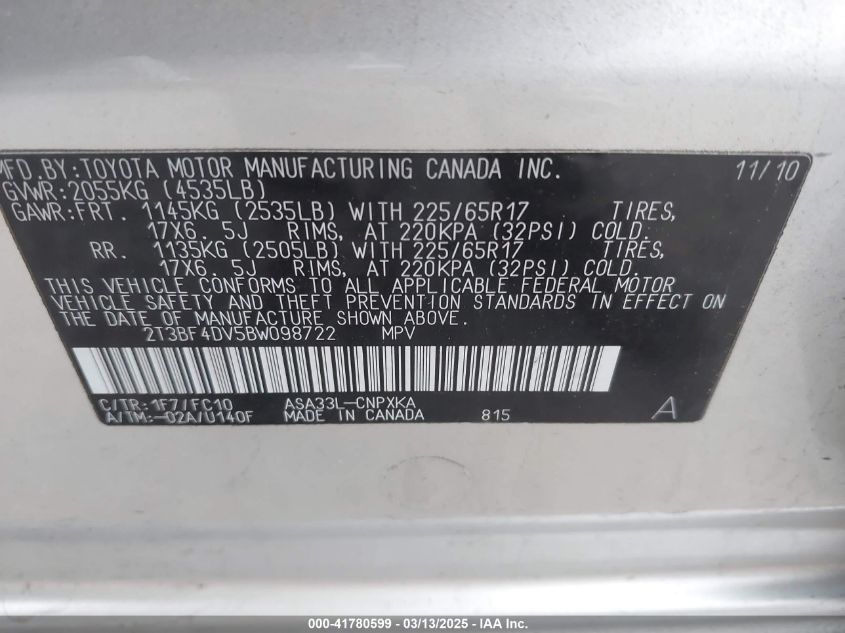 MFD.BY:TOYOTA MOTOR MANUFACTURING CANADA INC. 11/10
GVWR:2055KG (4535LB)
GAWR:FRT. 1145KG (2535LB) WITH 225/65R17 TIRES,
17X6.5J RIMS, AT 220KPA (32PSI) COLD.
RR. 1135KG (2505LB) WITH 225/65R17 TIRES,
17X6.5J RIMS, AT 220KPA (32PSI) COLD.
THIS VEHICLE CONFORMS TO ALL APPLICABLE FEDERAL MOTOR
VEHICLE SAFETY AND THEFT PREVENTION STANDARDS IN EFFECT ON
THE DATE OF MANUFACTURE SHOWN ABOVE.
2T3BF4DV5BW098722 MPV
C/TR:1F7/FC10 ASA33L-CNPXKA
A/TM:-02A/U140F MADE IN CANADA 815 A
000-41780599 - 03/13/2025 - IAA Inc.